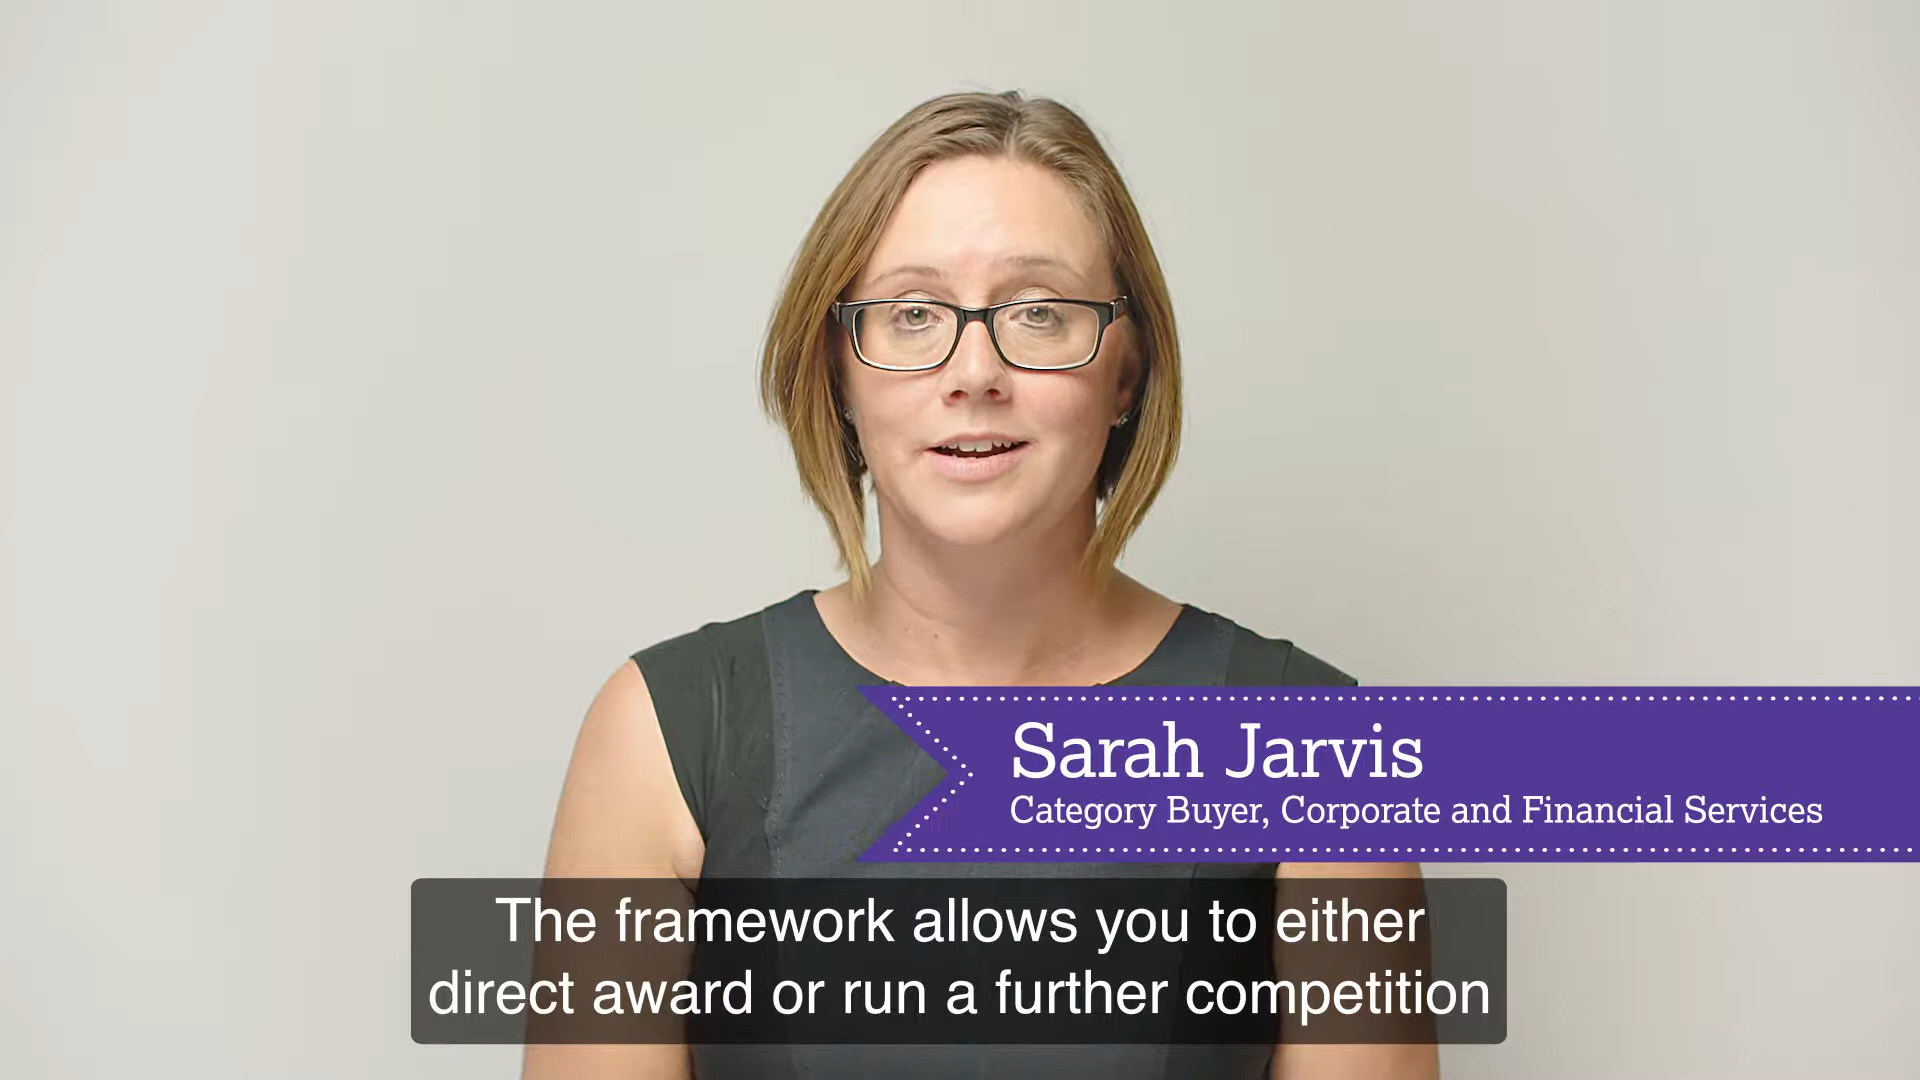 Sarah Jarvis
Category Buyer, Corporate and Financial Services
The framework allows you to either
direct award or run a further competition